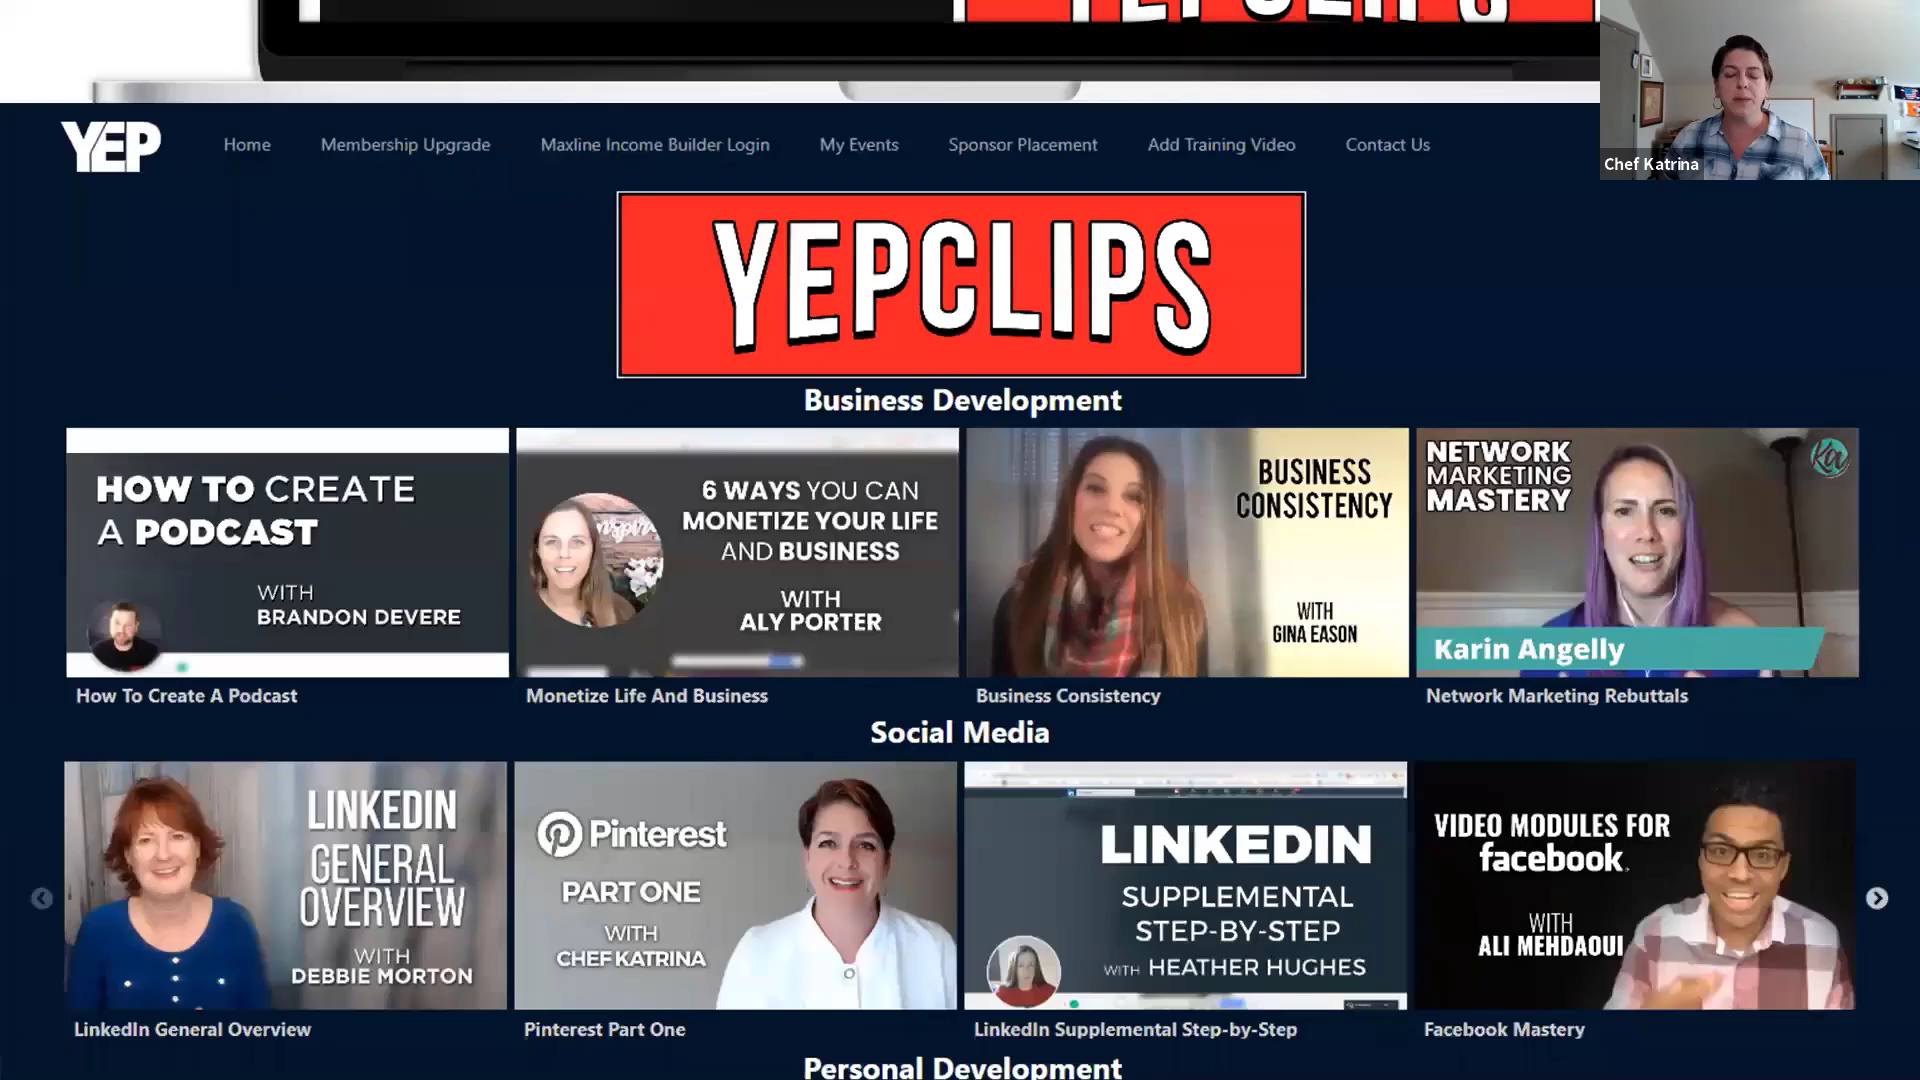 YEPCLIPS
Chef Katrina
YEP
Home
Membership Upgrade
Maxline Income Builder Login
My Events
Sponsor Placement
Add Training Video
Contact Us
YEPCLIPS
Business Development
HOW TO CREATE
A PODCAST
WITH
BRANDON DEVERE
6 WAYS YOU CAN
MONETIZE YOUR LIFE
AND BUSINESS
WITH
ALY PORTER
BUSINESS
CONSISTENCY
WITH
GINA EASON
NETWORK
MARKETING
MASTERY
Karin Angelly
How To Create A Podcast
Monetize Life And Business
Business Consistency
Network Marketing Rebuttals
Social Media
LINKEDIN
GENERAL
OVERVIEW
WITH
DEBBIE MORTON
Pinterest
PART ONE
WITH
CHEF KATRINA
LINKEDIN
SUPPLEMENTAL
STEP-BY-STEP
WITH HEATHER HUGHES
VIDEO MODULES FOR
facebook
WITH
ALI MEHDAOUI
LinkedIn General Overview
Pinterest Part One
LinkedIn Supplemental Step-by-Step
Facebook Mastery
Personal Development